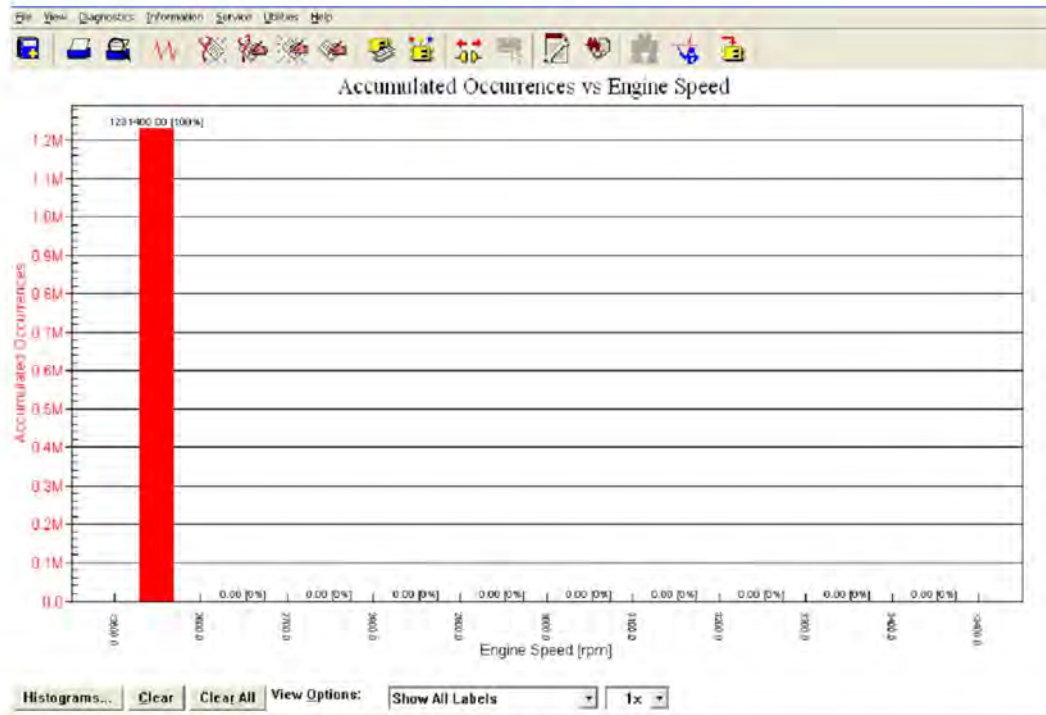 File View Diagnostics Information Service Utilities Help
Accumulated Occurrences vs Engine Speed
1231400.00 [100%]
1.2M
1.1M
1.0M
0.9M
0.8M
0.7M
0.6M
0.5M
0.4M
0.3M
0.2M
0.1M
0.0
Accumulated Occurrences
0.00 [0%] 0.00 [0%] 0.00 [0%] 0.00 [0%] 0.00 [0%] 0.00 [0%] 0.00 [0%] 0.00 [0%] 0.00 [0%]
Engine Speed [rpm]
Histograms... Clear Clear All View Options: Show All Labels 1x